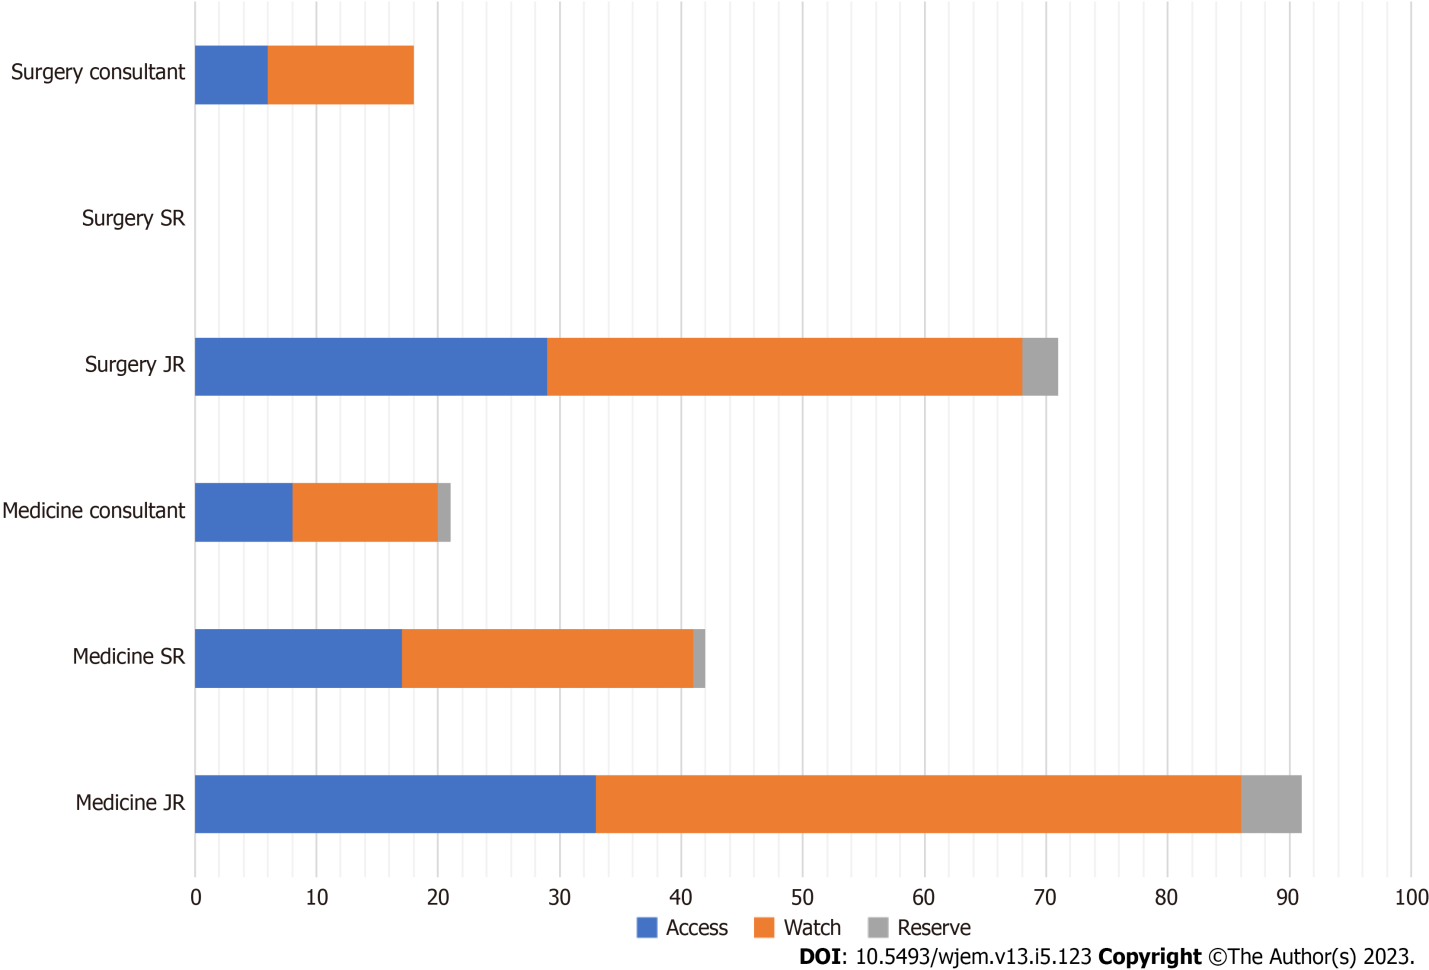 Surgery consultant
Surgery SR
Surgery JR
Medicine consultant
Medicine SR
Medicine JR
0 10 20 30 40 50 60 70 80 90 100
Access Watch Reserve
DOI: 10.5493/wjem.v13.i5.123 Copyright ©The Author(s) 2023.